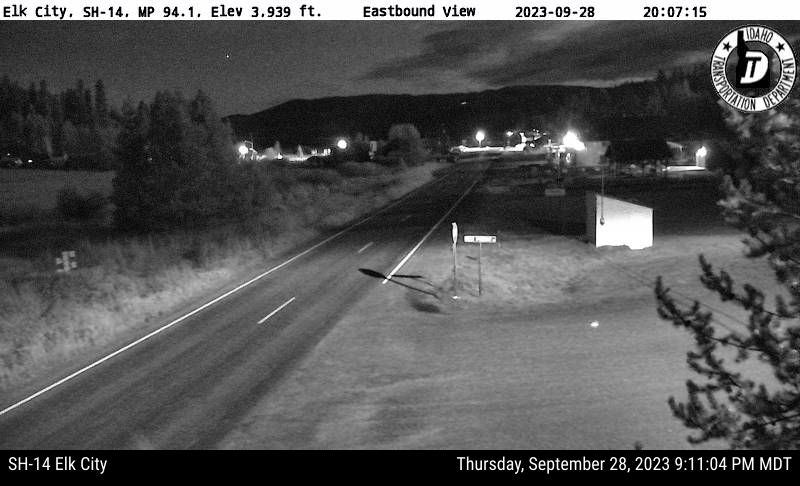 Elk City, SH-14, MP 94.1, Elev 3,939 ft. Eastbound View 2023-09-28 20:07:15
IDAHO
TRANSPORTATION DEPARTMENT
SH-14 Elk City Thursday, September 28, 2023 9:11:04 PM MDT